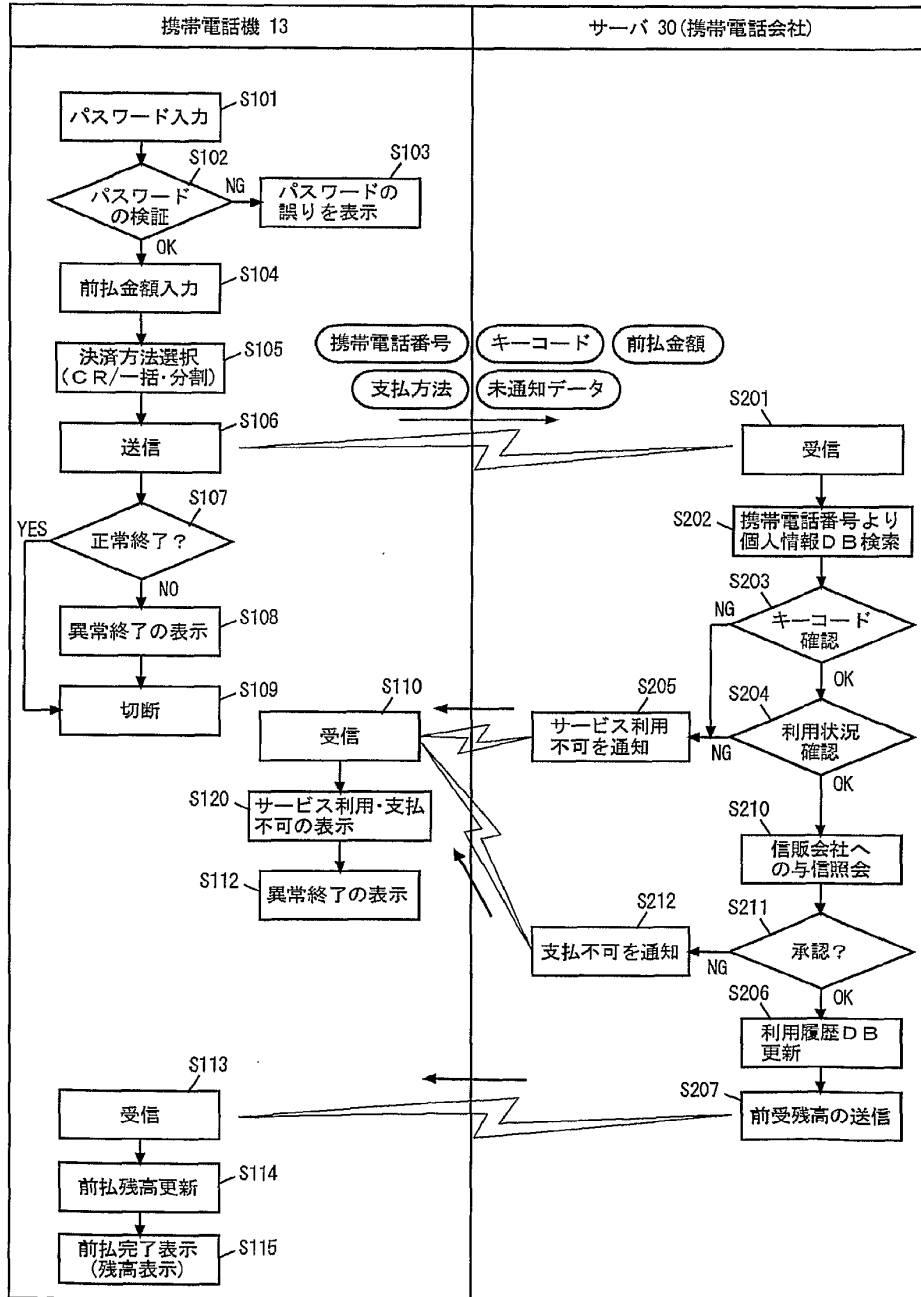 携帯電話機 13
サーバ 30(携帯電話会社)
パスワード入力
S101
S102
パスワード
の検証
NG
OK
S103
パスワードの
誤りを表示
前払金額入力
S104
決済方法選択
(CR/一括・分割)
S105
携帯電話番号
キーコード
前払金額
支払方法
未通知データ
送信
S106
S201
受信
S107
正常終了?
YES
NO
S202
携帯電話番号より
個人情報DB検索
異常終了の表示
S108
S203
キーコード
確認
NG
OK
切断
S109
S110
受信
S205
サービス利用
不可を通知
S204
利用状況
確認
NG
OK
S120
サービス利用・支払
不可の表示
S210
信販会社へ
の与信照会
S112
異常終了の表示
S212
支払不可を通知
S211
承認?
NG
OK
S206
利用履歴DB
更新
S113
受信
S207
前受残高の送信
前払残高更新
S114
前払完了表示
(残高表示)
S115